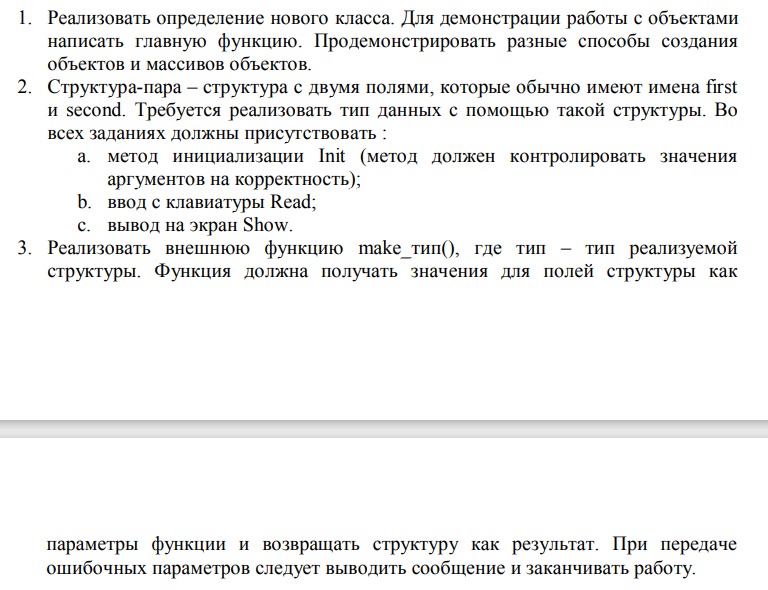 1. Реализовать определение нового класса. Для демонстрации работы с объектами
написать главную функцию. Продемонстрировать разные способы создания
объектов и массивов объектов.
2. Структура-пара – структура с двумя полями, которые обычно имеют имена first
и second. Требуется реализовать тип данных с помощью такой структуры. Во
всех заданиях должны присутствовать :
a. метод инициализации Init (метод должен контролировать значения
аргументов на корректность);
b. ввод с клавиатуры Read;
c. вывод на экран Show.
3. Реализовать внешнюю функцию make_тип(), где тип – тип реализуемой
структуры. Функция должна получать значения для полей структуры как
параметры функции и возвращать структуру как результат. При передаче
ошибочных параметров следует выводить сообщение и заканчивать работу.